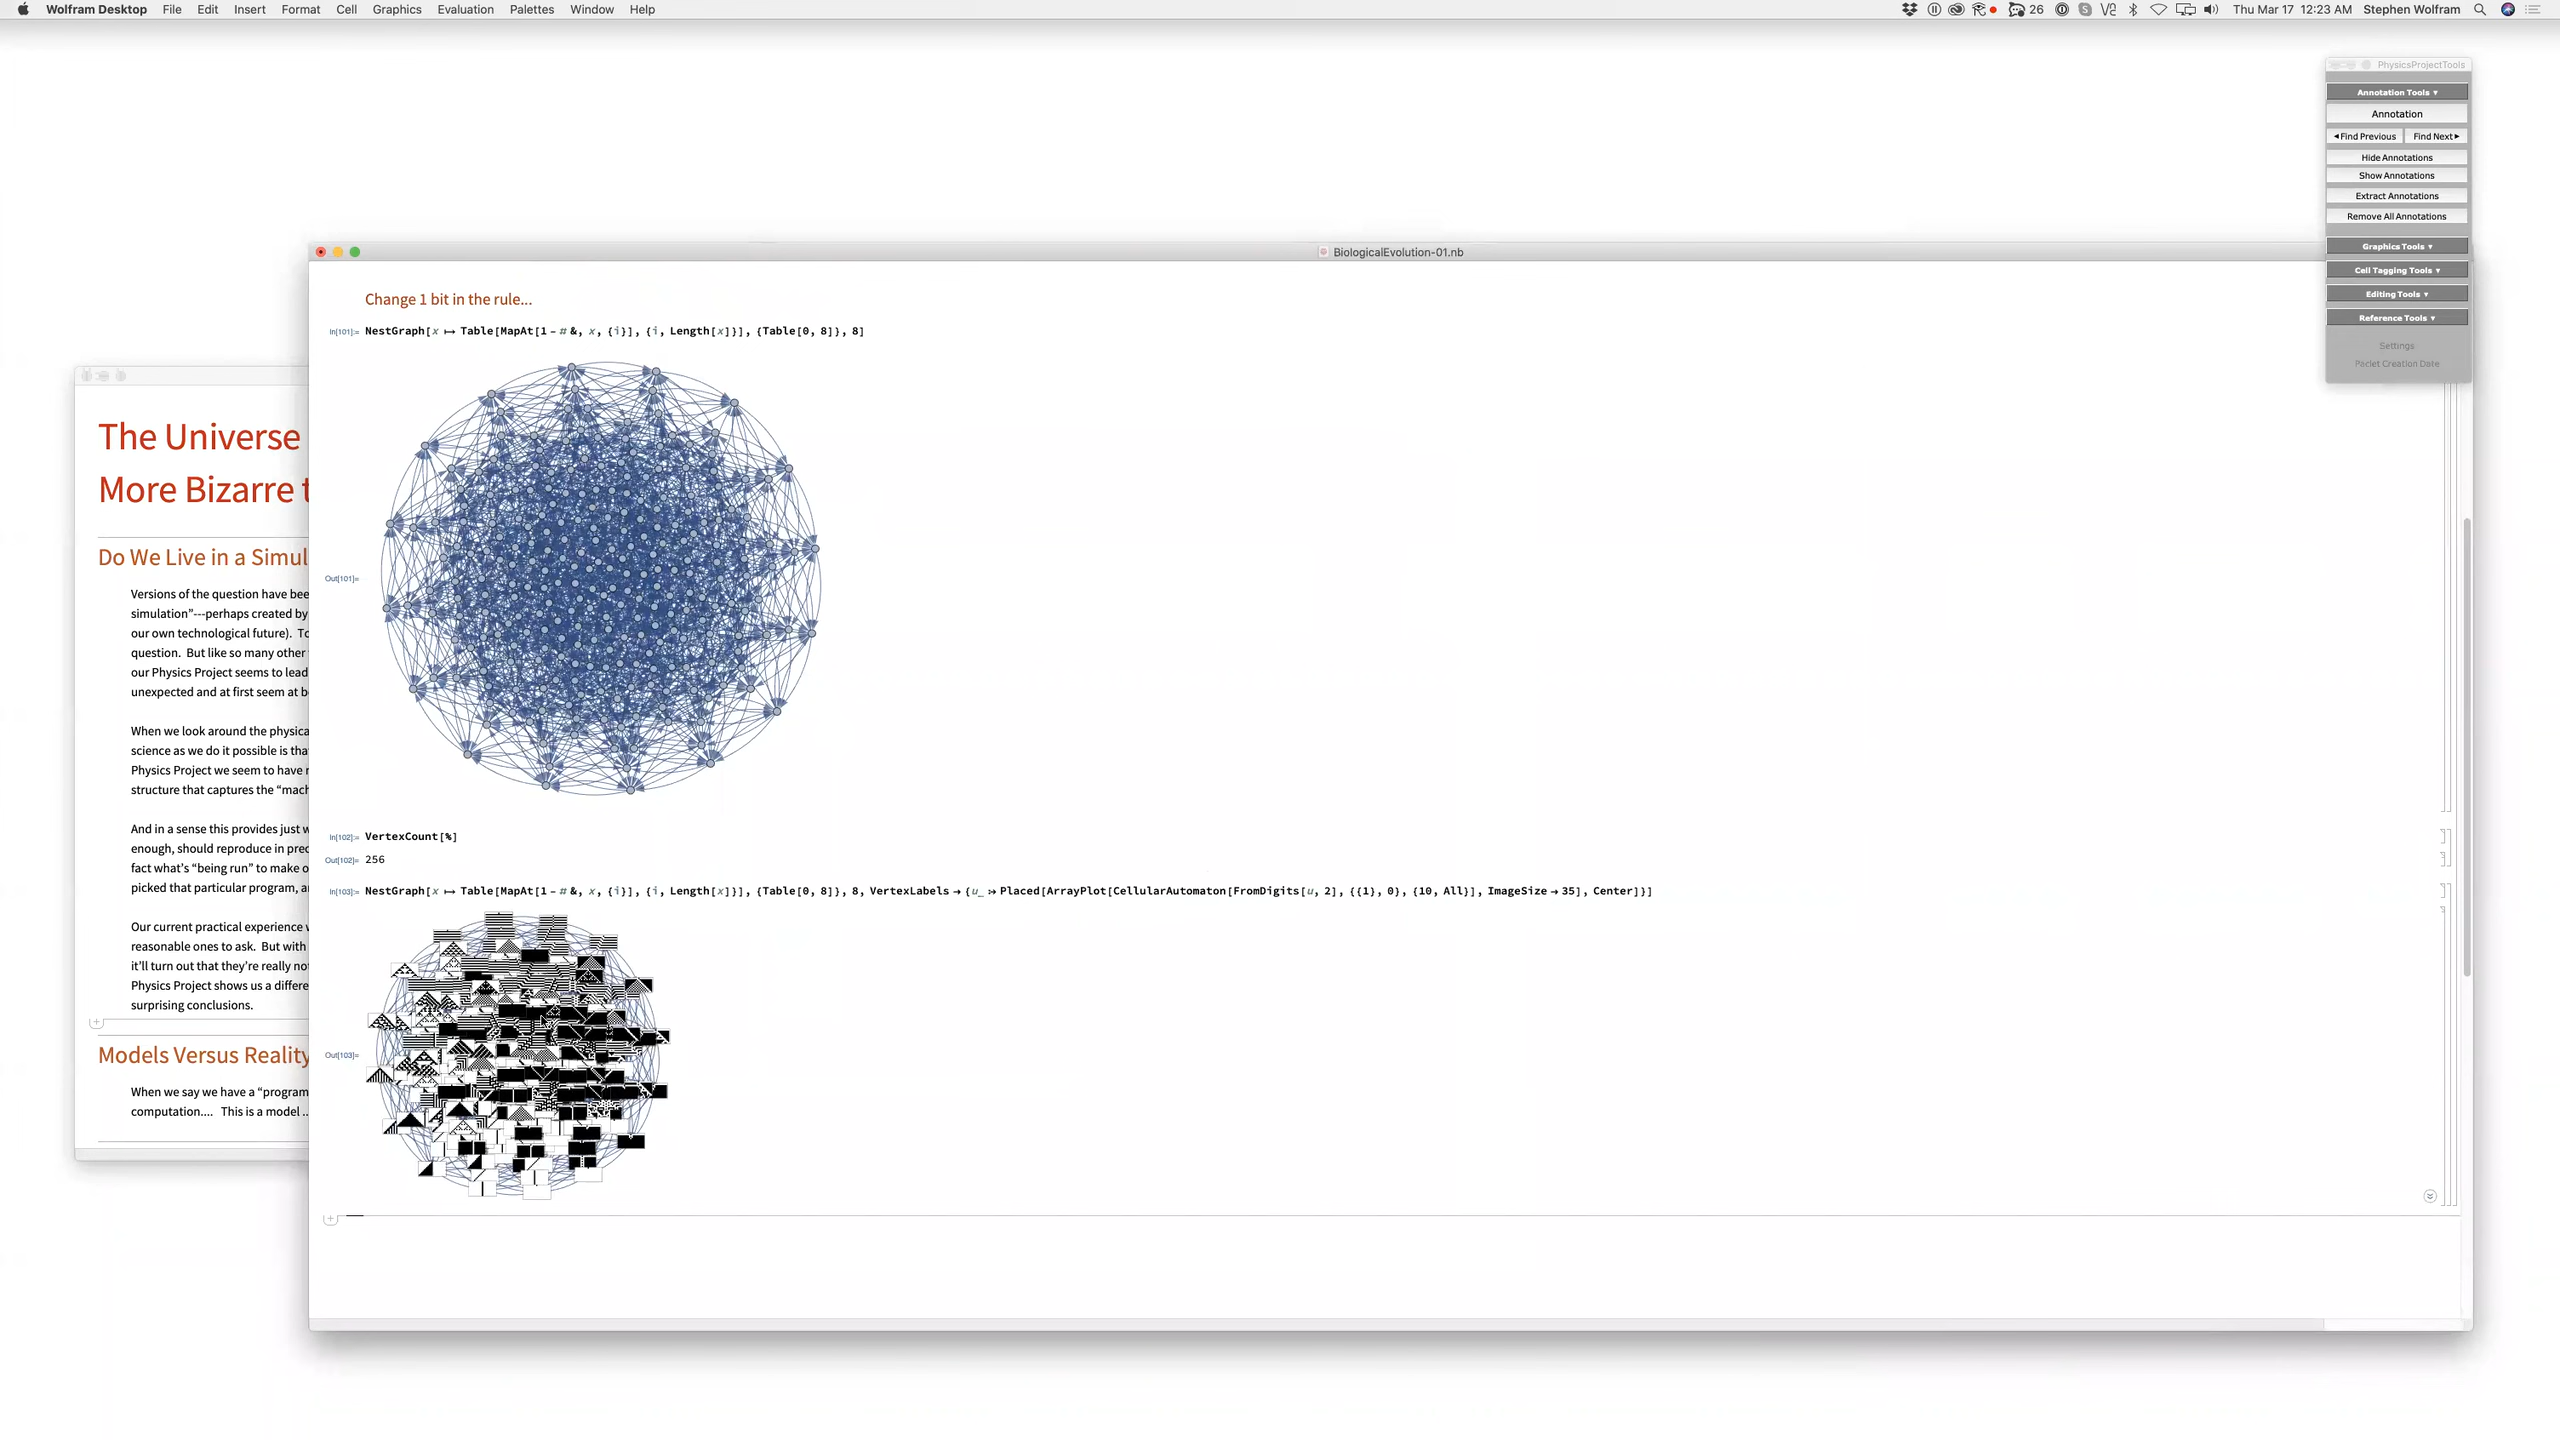 Wolfram Desktop File Edit Insert Format Cell Graphics Evaluation Palettes Window Help
26 Thu Mar 17 12:23 AM Stephen Wolfram
PhysicsProjectTools
Annotation Tools ▾
Annotation
◂Find Previous Find Next▸
Hide Annotations
Show Annotations
Extract Annotations
Remove All Annotations
Graphics Tools ▾
Cell Tagging Tools ▾
Editing Tools ▾
Reference Tools ▾
Settings
Paclet Creation Date
The Universe
More Bizarre t
Do We Live in a Simul
Versions of the question have bee
simulation”---perhaps created by
our own technological future). To
question. But like so many other
our Physics Project seems to lead
unexpected and at first seem at b
When we look around the physica
science as we do it possible is tha
Physics Project we seem to have r
structure that captures the “mach
And in a sense this provides just w
enough, should reproduce in prec
fact what’s “being run” to make o
picked that particular program, a
Our current practical experience w
reasonable ones to ask. But with
it’ll turn out that they’re really no
Physics Project shows us a differe
surprising conclusions.
Models Versus Reality
When we say we have a “program
computation.... This is a model ..
BiologicalEvolution-01.nb
Change 1 bit in the rule...
In[101]:= NestGraph[x ↦ Table[MapAt[1 - # &, x, {i}], {i, Length[x]}], {Table[0, 8]}, 8]
Out[101]=
In[102]:= VertexCount[%]
Out[102]= 256
In[103]:= NestGraph[x ↦ Table[MapAt[1 - # &, x, {i}], {i, Length[x]}], {Table[0, 8]}, 8, VertexLabels → {u_ :> Placed[ArrayPlot[CellularAutomaton[FromDigits[u, 2], {{1}, 0}, {10, All}], ImageSize → 35], Center]}]
Out[103]=